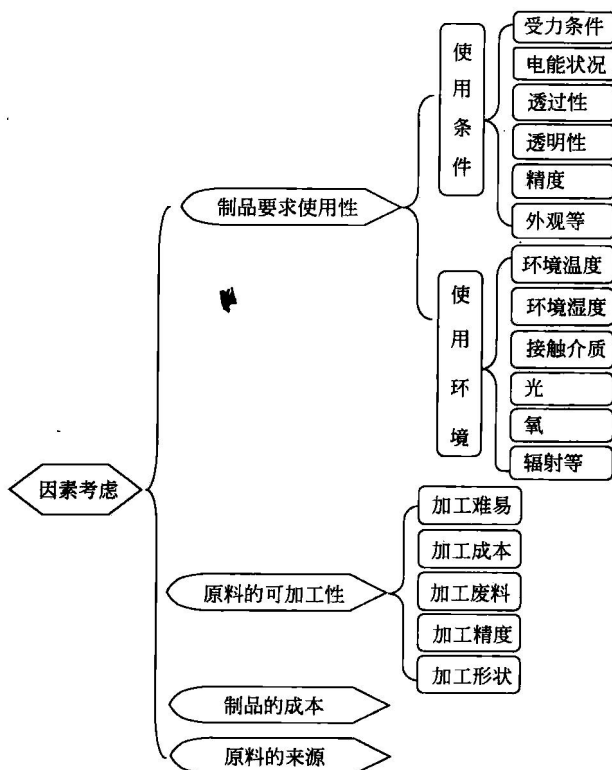 因素考虑
制品要求使用性
使用条件
受力条件
电能状况
透过性
透明性
精度
外观等
使用环境
环境温度
环境湿度
接触介质
光
氧
辐射等
原料的可加工性
加工难易
加工成本
加工废料
加工精度
加工形状
制品的成本
原料的来源